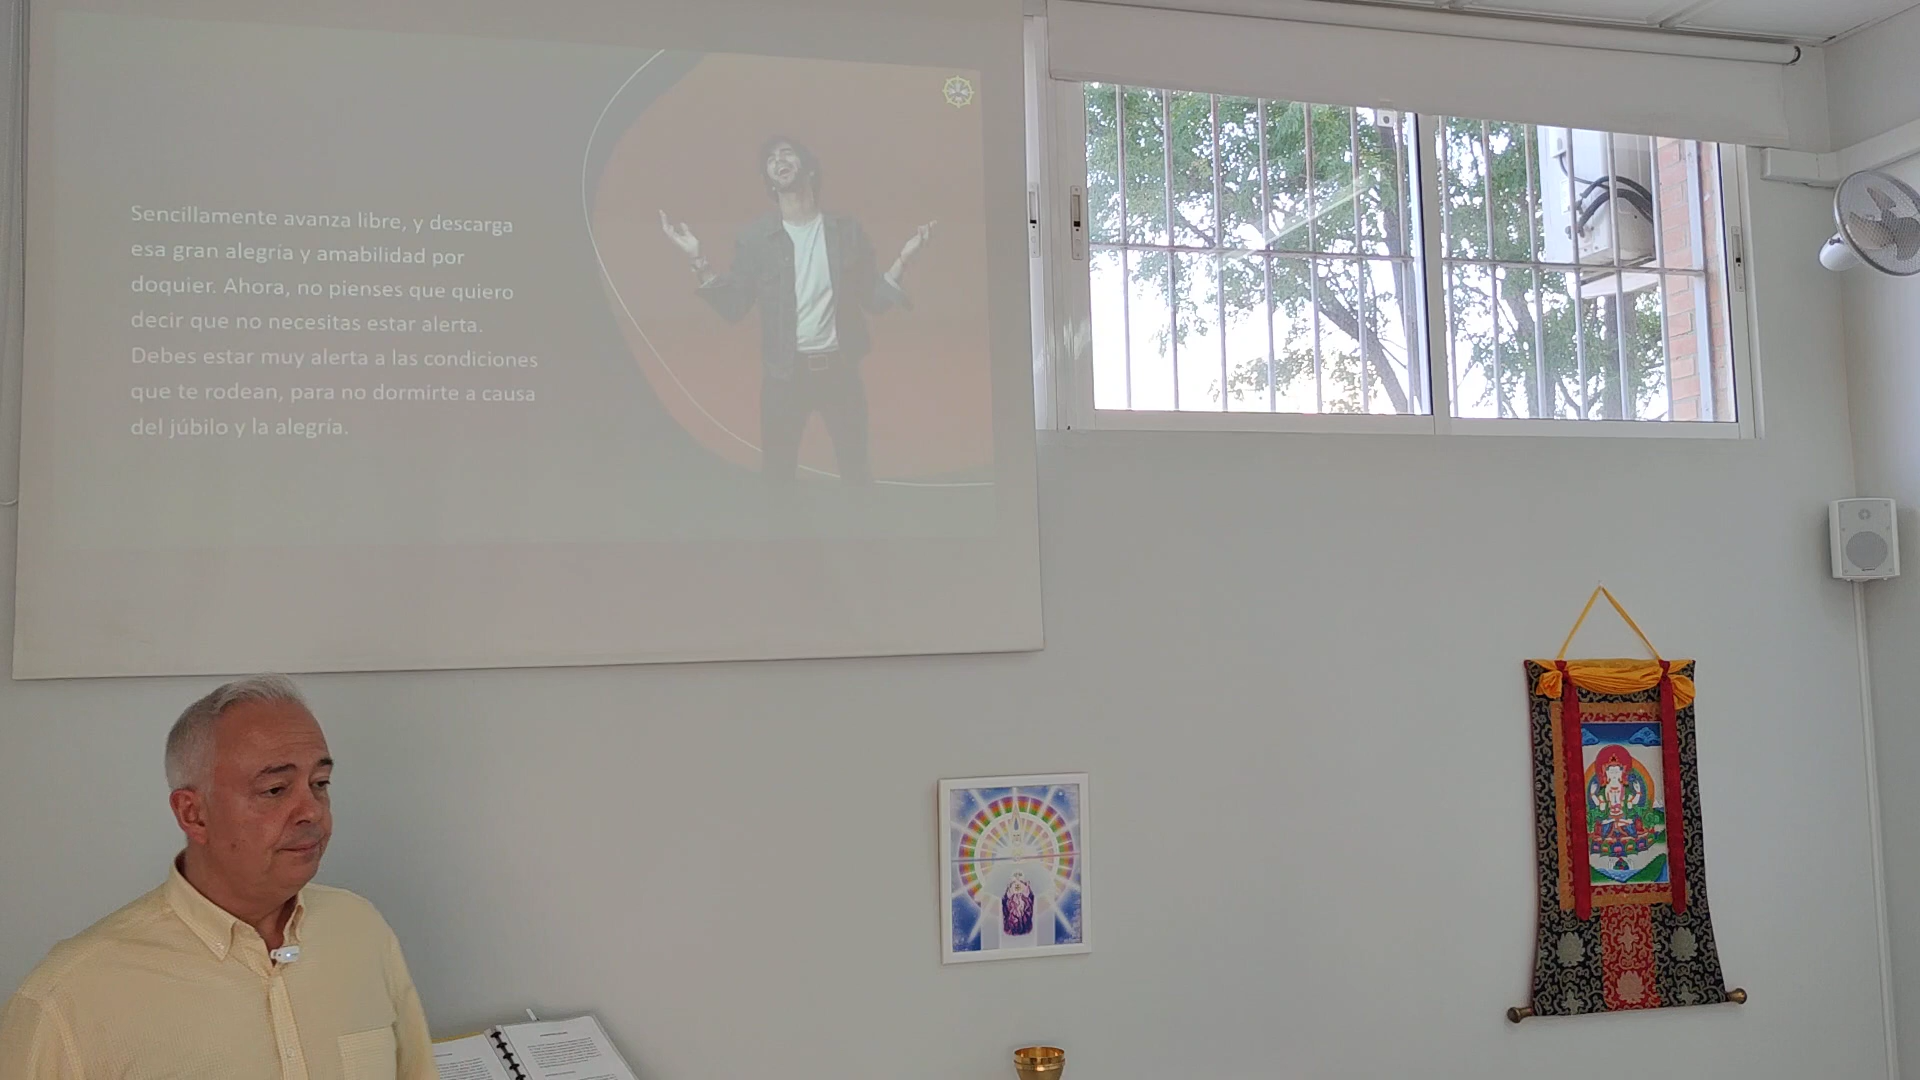 Sencillamente avanza libre, y descarga
esa gran alegría y amabilidad por
doquier. Ahora, no pienses que quiero
decir que no necesitas estar alerta.
Debes estar muy alerta a las condiciones
que te rodean, para no dormirte a causa
del júbilo y la alegría.